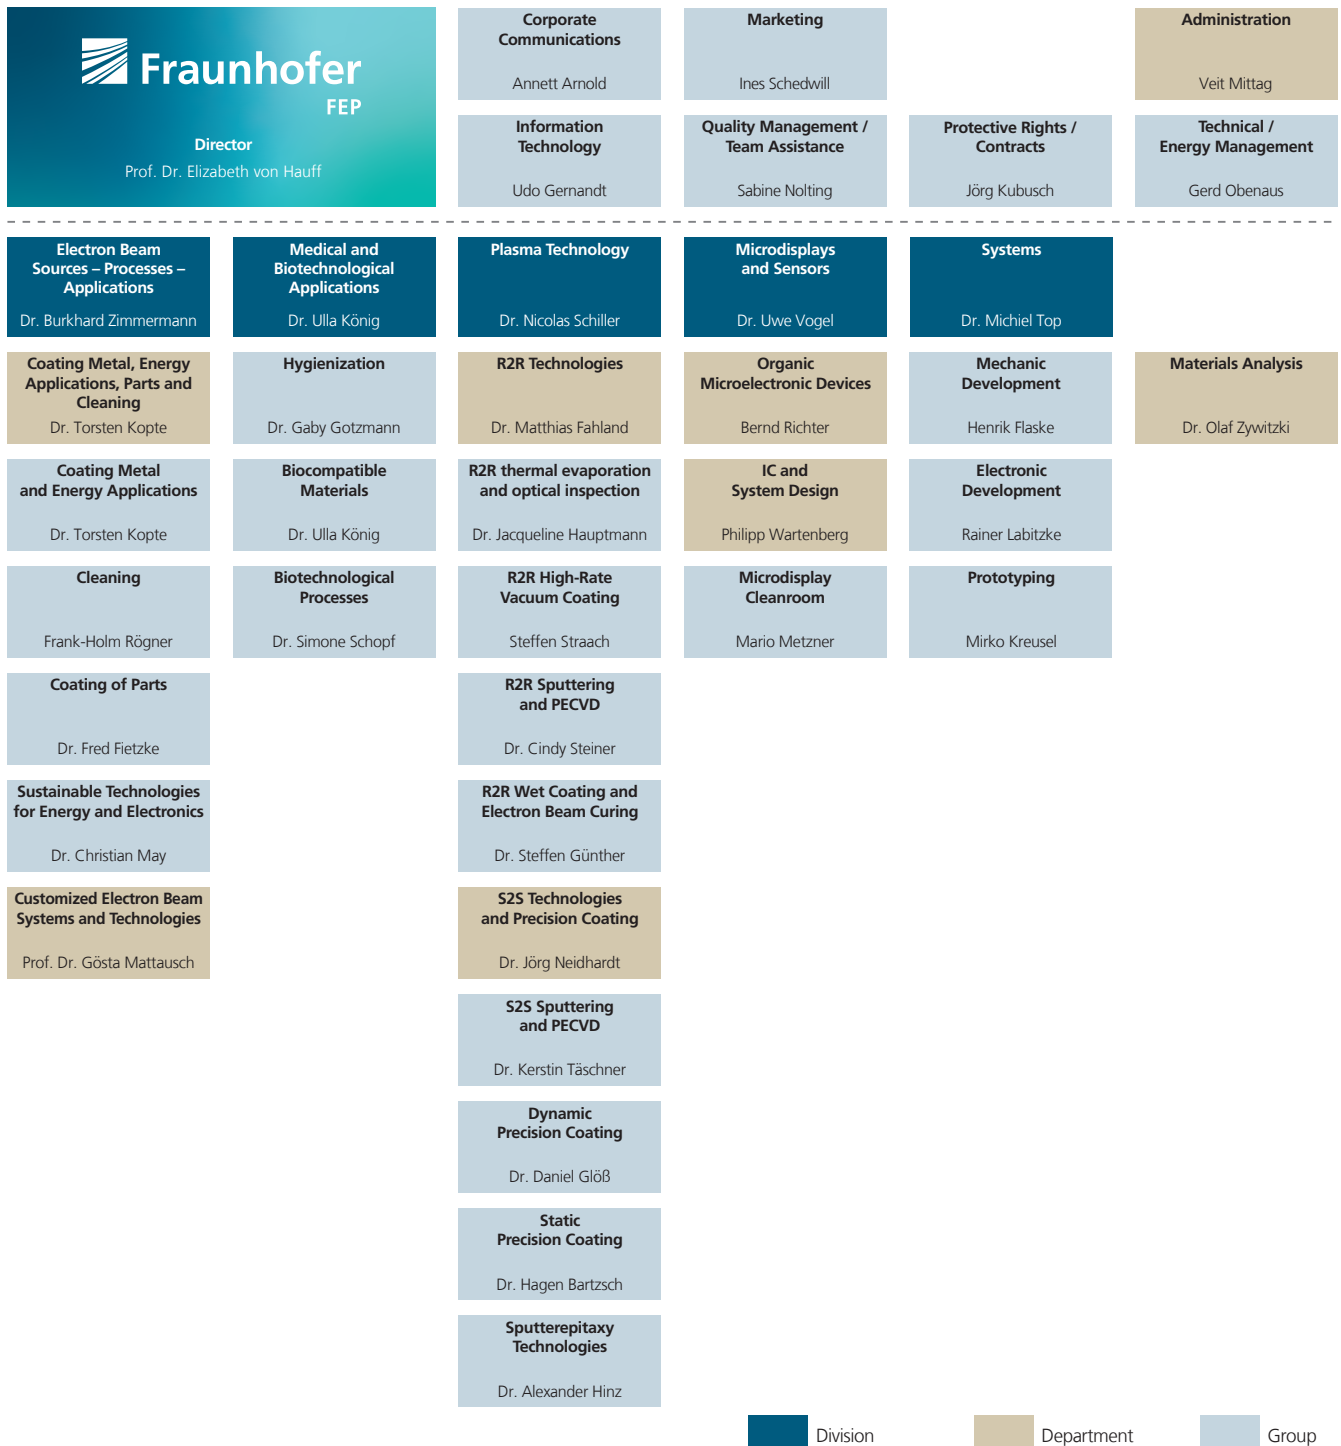 Fraunhofer
FEP
Director
Prof. Dr. Elizabeth von Hauff
Corporate
Communications
Annett Arnold
Marketing
Ines Schedwill
Administration
Veit Mittag
Information
Technology
Udo Gernandt
Quality Management /
Team Assistance
Sabine Nolting
Protective Rights /
Contracts
Jörg Kubusch
Technical /
Energy Management
Gerd Obenaus
Electron Beam
Sources – Processes –
Applications
Dr. Burkhard Zimmermann
Medical and
Biotechnological
Applications
Dr. Ulla König
Plasma Technology
Dr. Nicolas Schiller
Microdisplays
and Sensors
Dr. Uwe Vogel
Systems
Dr. Michiel Top
Coating Metal, Energy
Applications, Parts and
Cleaning
Dr. Torsten Kopte
Hygienization
Dr. Gaby Gotzmann
R2R Technologies
Dr. Matthias Fahland
Organic
Microelectronic Devices
Bernd Richter
Mechanic
Development
Henrik Flaske
Materials Analysis
Dr. Olaf Zywitzki
Coating Metal
and Energy Applications
Dr. Torsten Kopte
Biocompatible
Materials
Dr. Ulla König
R2R thermal evaporation
and optical inspection
Dr. Jacqueline Hauptmann
IC and
System Design
Philipp Wartenberg
Electronic
Development
Rainer Labitzke
Cleaning
Frank-Holm Rögner
Biotechnological
Processes
Dr. Simone Schopf
R2R High-Rate
Vacuum Coating
Steffen Straach
Microdisplay
Cleanroom
Mario Metzner
Prototyping
Mirko Kreusel
Coating of Parts
Dr. Fred Fietzke
R2R Sputtering
and PECVD
Dr. Cindy Steiner
Sustainable Technologies
for Energy and Electronics
Dr. Christian May
R2R Wet Coating and
Electron Beam Curing
Dr. Steffen Günther
Customized Electron Beam
Systems and Technologies
Prof. Dr. Gösta Mattausch
S2S Technologies
and Precision Coating
Dr. Jörg Neidhardt
S2S Sputtering
and PECVD
Dr. Kerstin Täschner
Dynamic
Precision Coating
Dr. Daniel Glöß
Static
Precision Coating
Dr. Hagen Bartzsch
Sputterepitaxy
Technologies
Dr. Alexander Hinz
Division
Department
Group